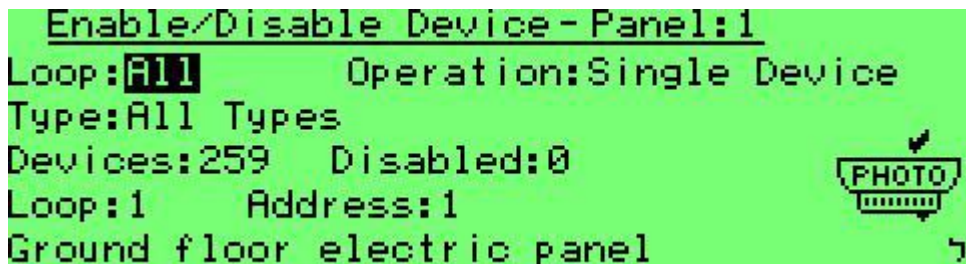 Enable/Disable Device-Panel:1
Loop:All Operation:Single Device
Type:All Types
Devices:259 Disabled:0
PHOTO
Loop:1 Address:1
Ground floor electric panel